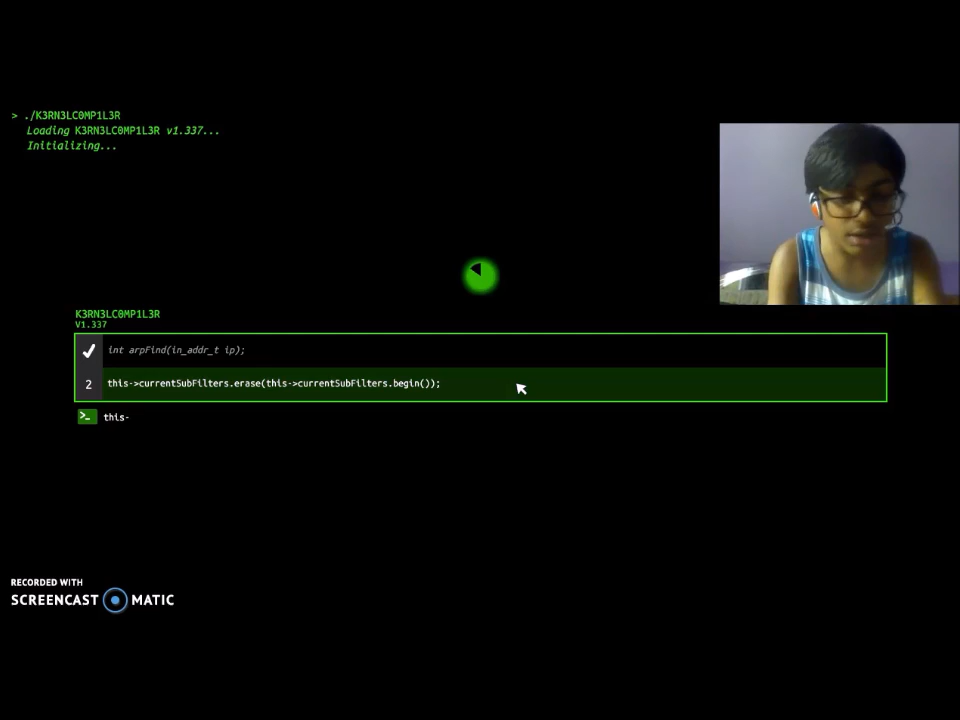 > ./K3RN3LC0MP1L3R
Loading K3RN3LC0MP1L3R v1.337...
Initializing...
K3RN3LC0MP1L3R
V1.337
int arpFind(in_addr_t ip);
2 this->currentSubFilters.erase(this->currentSubFilters.begin());
>_ this-
RECORDED WITH
SCREENCAST MATIC